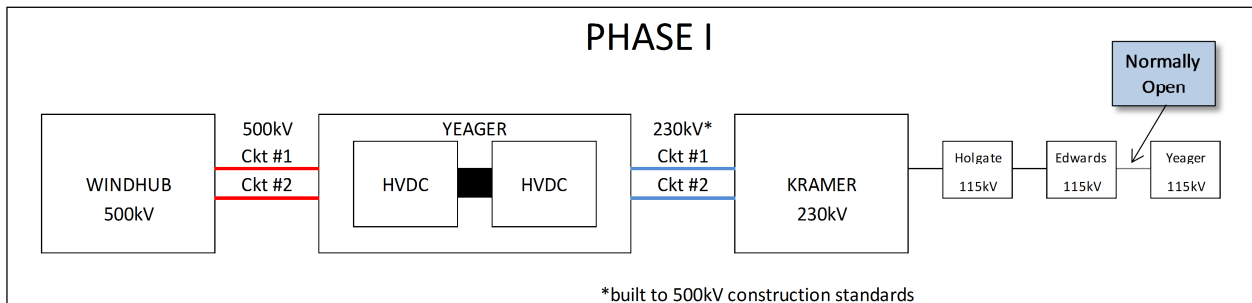 PHASE I
Normally
Open
500kV
YEAGER
230kV*
Ckt #1
Ckt #1
Holgate
Edwards
Yeager
WINDHUB
Ckt #2
HVDC
HVDC
Ckt #2
KRAMER
500kV
230kV
115kV
115kV
115kV
*built to 500kV construction standards